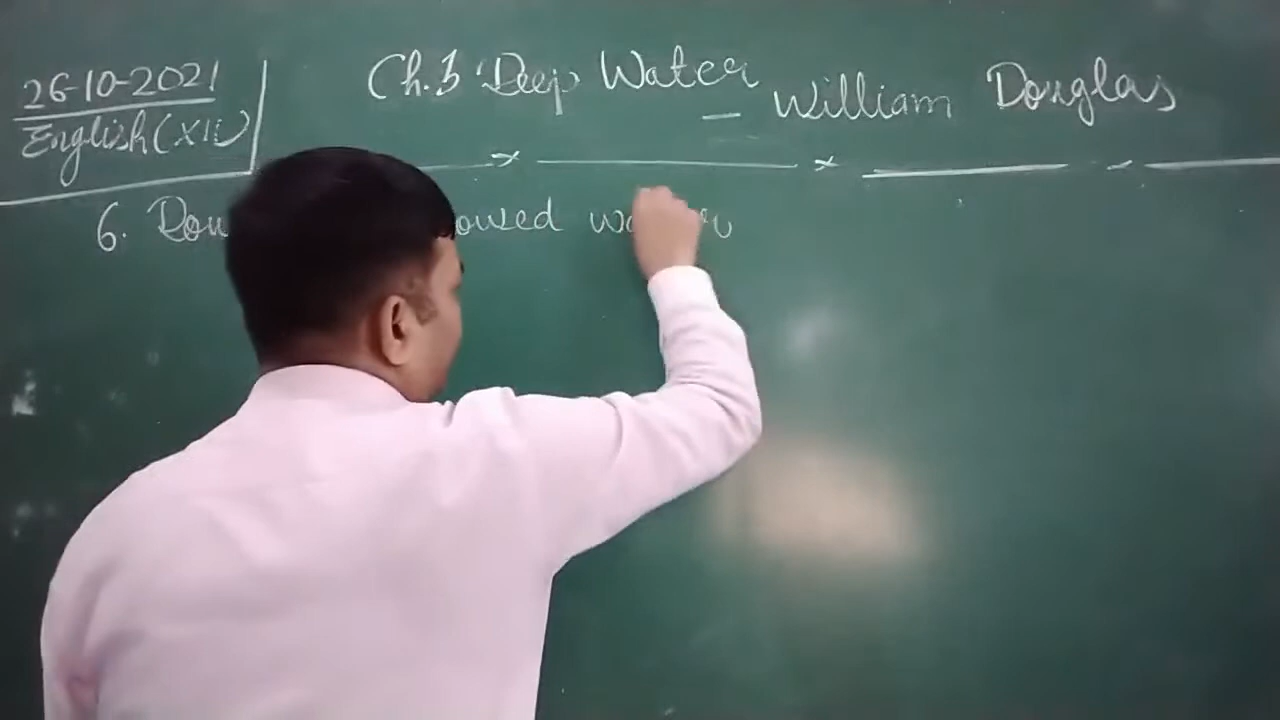 26-10-2021
English (XII)
Ch.3 'Deep Water
– William Douglas
6.